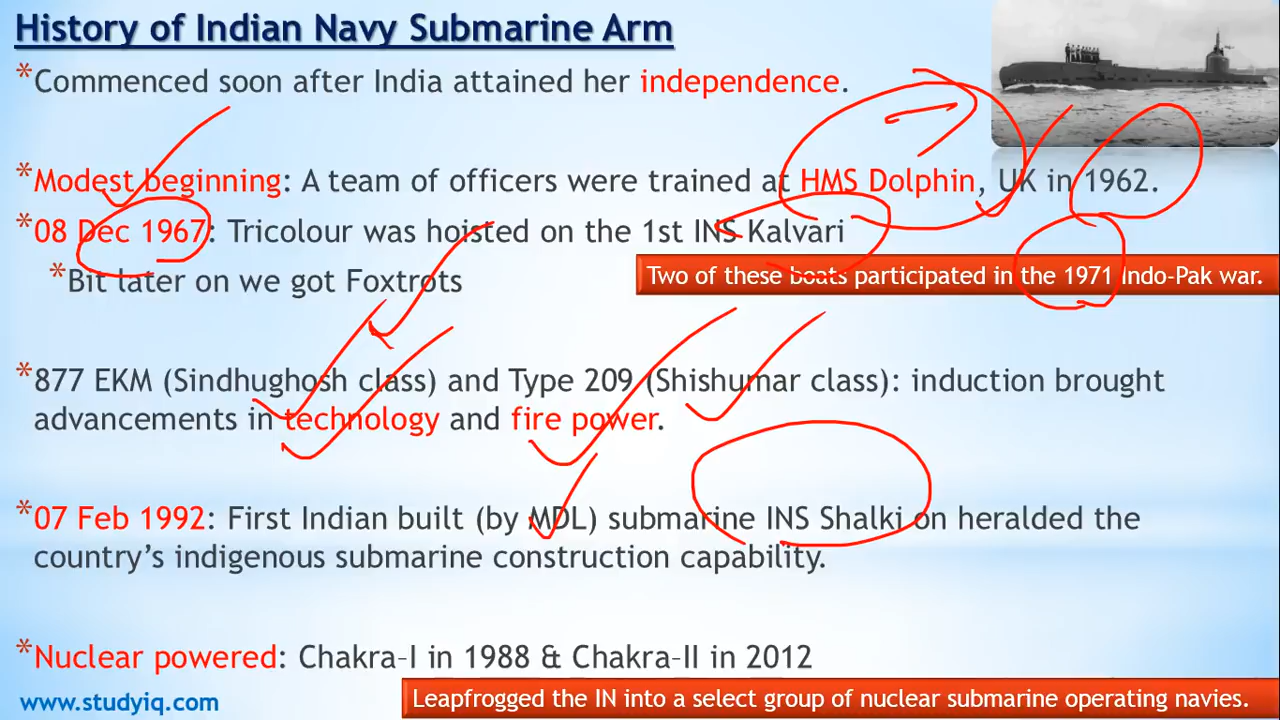 History of Indian Navy Submarine Arm
*Commenced soon after India attained her independence.
*Modest beginning: A team of officers were trained at HMS Dolphin, UK in 1962.
*08 Dec 1967: Tricolour was hoisted on the 1st INS Kalvari
*Bit later on we got Foxtrots
Two of these boats participated in the 1971 Indo-Pak war.
*877 EKM (Sindhughosh class) and Type 209 (Shishumar class): induction brought
advancements in technology and fire power.
*07 Feb 1992: First Indian built (by MDL) submarine INS Shalki on heralded the
country's indigenous submarine construction capability.
*Nuclear powered: Chakra-I in 1988 & Chakra-II in 2012
www.studyiq.com
Leapfrogged the IN into a select group of nuclear submarine operating navies.